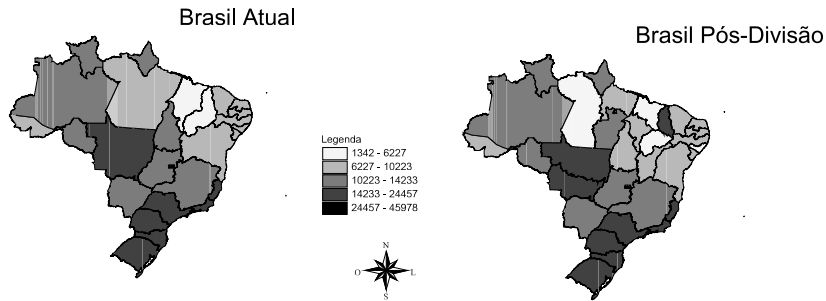 Brasil Atual
Brasil Pós-Divisão
Legenda
1342 - 6227
6227 - 10223
10223 - 14233
14233 - 24457
24457 - 45978
N
O
L
S